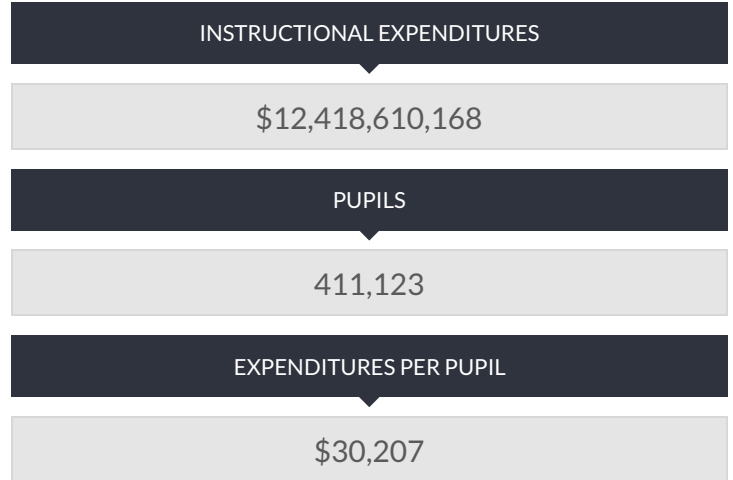 INSTRUCTIONAL EXPENDITURES
$12,418,610,168
PUPILS
411,123
EXPENDITURES PER PUPIL
$30,207